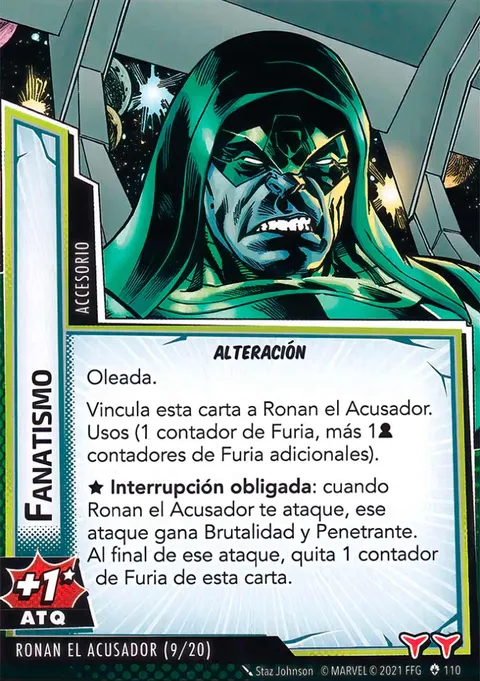 ACCESORIO
FANATISMO
ALTERACIÓN
Oleada.
Vincula esta carta a Ronan el Acusador.
Usos (1 contador de Furia, más 1
contadores de Furia adicionales).
★ Interrupción obligada: cuando
Ronan el Acusador te ataque, ese
ataque gana Brutalidad y Penetrante.
Al final de ese ataque, quita 1 contador
de Furia de esta carta.
+1★
ATQ
RONAN EL ACUSADOR (9/20)
Staz Johnson © MARVEL © 2021 FFG 110